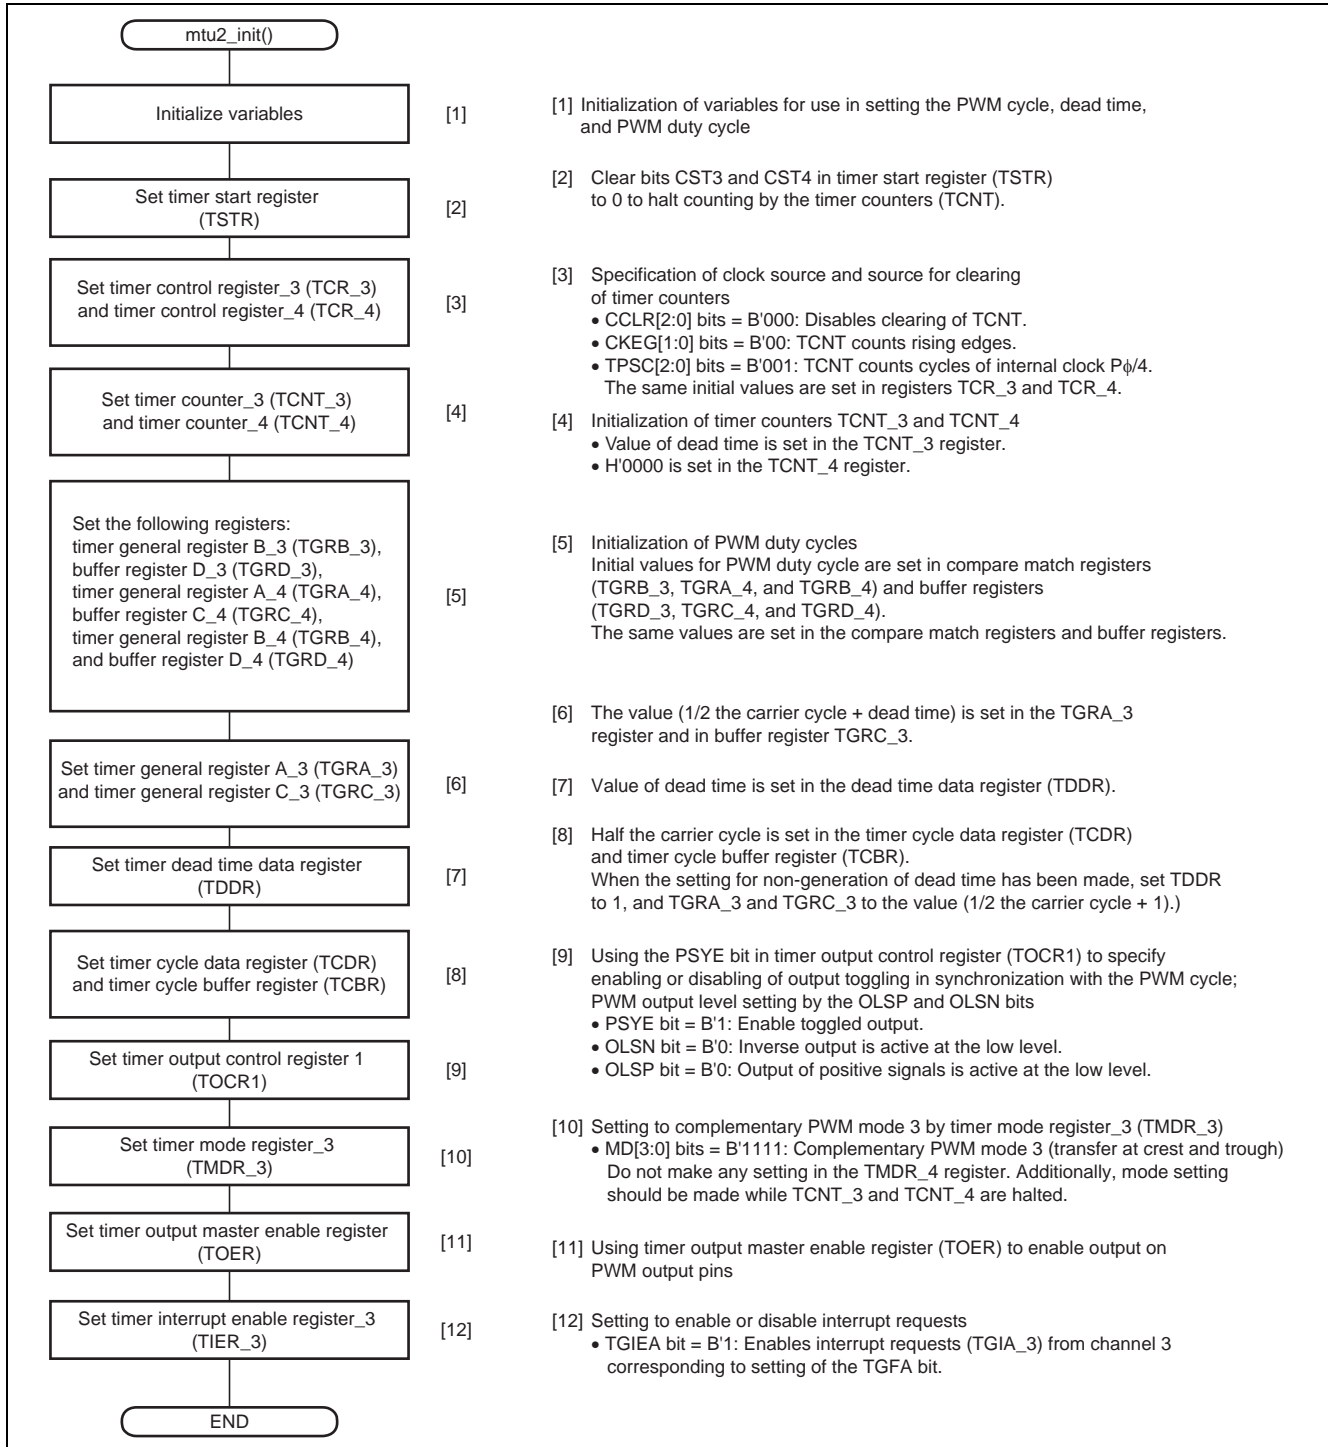 mtu2_init()
Initialize variables
[1]
Set timer start register
(TSTR)
[2]
Set timer control register_3 (TCR_3)
and timer control register_4 (TCR_4)
[3]
Set timer counter_3 (TCNT_3)
and timer counter_4 (TCNT_4)
[4]
Set the following registers:
timer general register B_3 (TGRB_3),
buffer register D_3 (TGRD_3),
timer general register A_4 (TGRA_4),
buffer register C_4 (TGRC_4),
timer general register B_4 (TGRB_4),
and buffer register D_4 (TGRD_4)
[5]
Set timer general register A_3 (TGRA_3)
and timer general register C_3 (TGRC_3)
[6]
Set timer dead time data register
(TDDR)
[7]
Set timer cycle data register (TCDR)
and timer cycle buffer register (TCBR)
[8]
Set timer output control register 1
(TOCR1)
[9]
Set timer mode register_3
(TMDR_3)
[10]
Set timer output master enable register
(TOER)
[11]
Set timer interrupt enable register_3
(TIER_3)
[12]
END
[1] Initialization of variables for use in setting the PWM cycle, dead time,
and PWM duty cycle
[2] Clear bits CST3 and CST4 in timer start register (TSTR)
to 0 to halt counting by the timer counters (TCNT).
[3] Specification of clock source and source for clearing
of timer counters
• CCLR[2:0] bits = B'000: Disables clearing of TCNT.
• CKEG[1:0] bits = B'00: TCNT counts rising edges.
• TPSC[2:0] bits = B'001: TCNT counts cycles of internal clock Pϕ/4.
The same initial values are set in registers TCR_3 and TCR_4.
[4] Initialization of timer counters TCNT_3 and TCNT_4
• Value of dead time is set in the TCNT_3 register.
• H'0000 is set in the TCNT_4 register.
[5] Initialization of PWM duty cycles
Initial values for PWM duty cycle are set in compare match registers
(TGRB_3, TGRA_4, and TGRB_4) and buffer registers
(TGRD_3, TGRC_4, and TGRD_4).
The same values are set in the compare match registers and buffer registers.
[6] The value (1/2 the carrier cycle + dead time) is set in the TGRA_3
register and in buffer register TGRC_3.
[7] Value of dead time is set in the dead time data register (TDDR).
[8] Half the carrier cycle is set in the timer cycle data register (TCDR)
and timer cycle buffer register (TCBR).
When the setting for non-generation of dead time has been made, set TDDR
to 1, and TGRA_3 and TGRC_3 to the value (1/2 the carrier cycle + 1).)
[9] Using the PSYE bit in timer output control register (TOCR1) to specify
enabling or disabling of output toggling in synchronization with the PWM cycle;
PWM output level setting by the OLSP and OLSN bits
• PSYE bit = B'1: Enable toggled output.
• OLSN bit = B'0: Inverse output is active at the low level.
• OLSP bit = B'0: Output of positive signals is active at the low level.
[10] Setting to complementary PWM mode 3 by timer mode register_3 (TMDR_3)
• MD[3:0] bits = B'1111: Complementary PWM mode 3 (transfer at crest and trough)
Do not make any setting in the TMDR_4 register. Additionally, mode setting
should be made while TCNT_3 and TCNT_4 are halted.
[11] Using timer output master enable register (TOER) to enable output on
PWM output pins
[12] Setting to enable or disable interrupt requests
• TGIEA bit = B'1: Enables interrupt requests (TGIA_3) from channel 3
corresponding to setting of the TGFA bit.